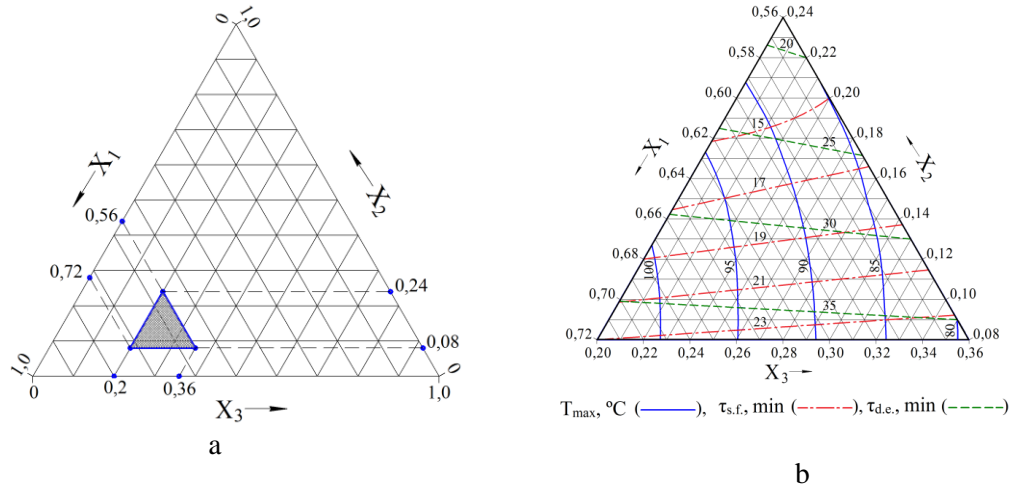 0 1,0
X1
X2
0,56
0,72
0,24
0,08
1,0 0
0 0,2 0,36 1,0
X3
a
0,56 0,24
20
0,58 0,22
0,60 0,20
15
0,62 0,18
25
X1 X2
0,64 0,16
17
0,66 0,14
30
19
0,68 0,12
100 95 90 85
21
0,70 0,10
35
23 80
0,72 0,08
0,20 0,22 0,24 0,26 0,28 0,30 0,32 0,34 0,36
X3
Tmax, ºC ( ), τs.f., min ( ), τd.e., min ( )
b